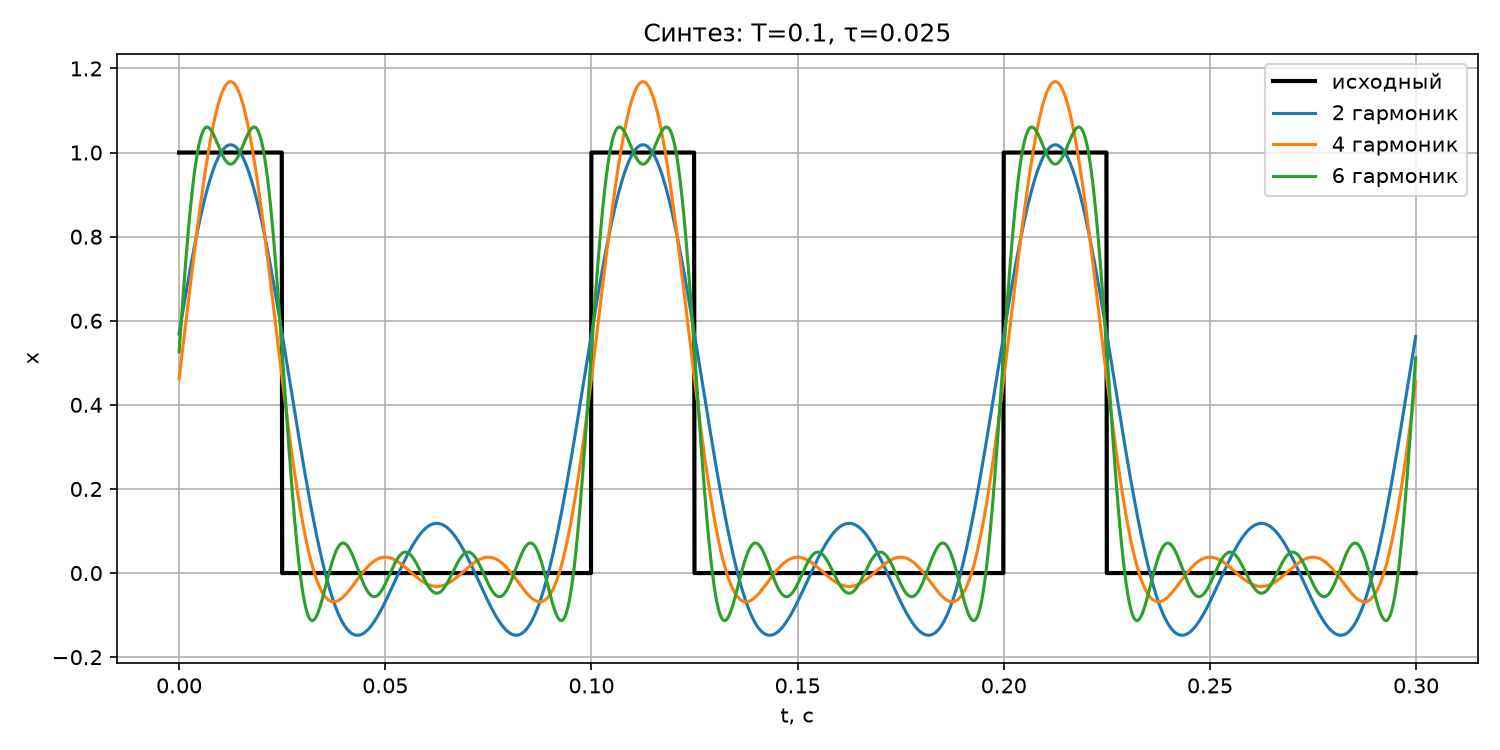 Синтез: T=0.1, τ=0.025
исходный
2 гармоник
4 гармоник
6 гармоник
1.2
1.0
0.8
0.6
0.4
0.2
0.0
−0.2
x
0.00 0.05 0.10 0.15 0.20 0.25 0.30
t, с